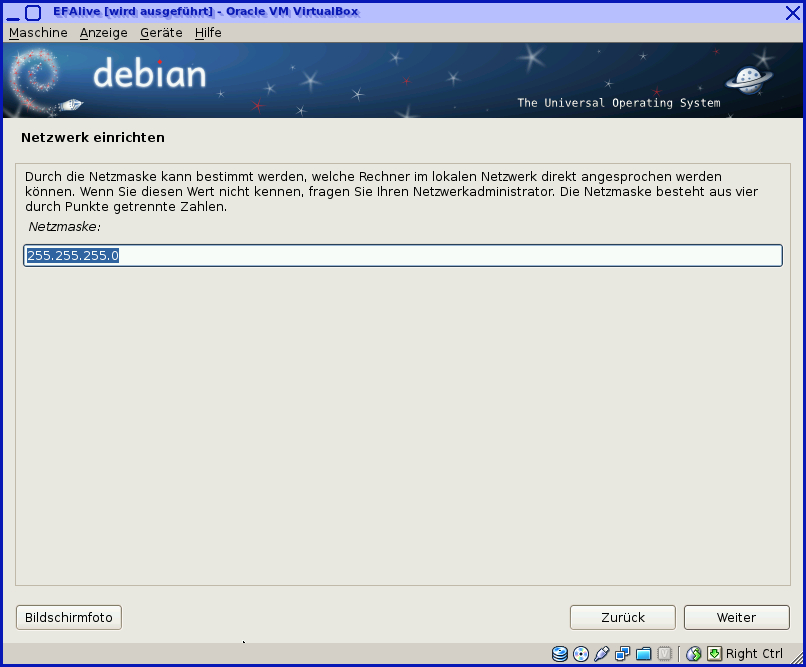 EFAlive [wird ausgeführt] - Oracle VM VirtualBox
Maschine Anzeige Geräte Hilfe
debian
The Universal Operating System
Netzwerk einrichten
Durch die Netzmaske kann bestimmt werden, welche Rechner im lokalen Netzwerk direkt angesprochen werden
können. Wenn Sie diesen Wert nicht kennen, fragen Sie Ihren Netzwerkadministrator. Die Netzmaske besteht aus vier
durch Punkte getrennte Zahlen.
Netzmaske:
255.255.255.0
Bildschirmfoto Zurück Weiter
Right Ctrl